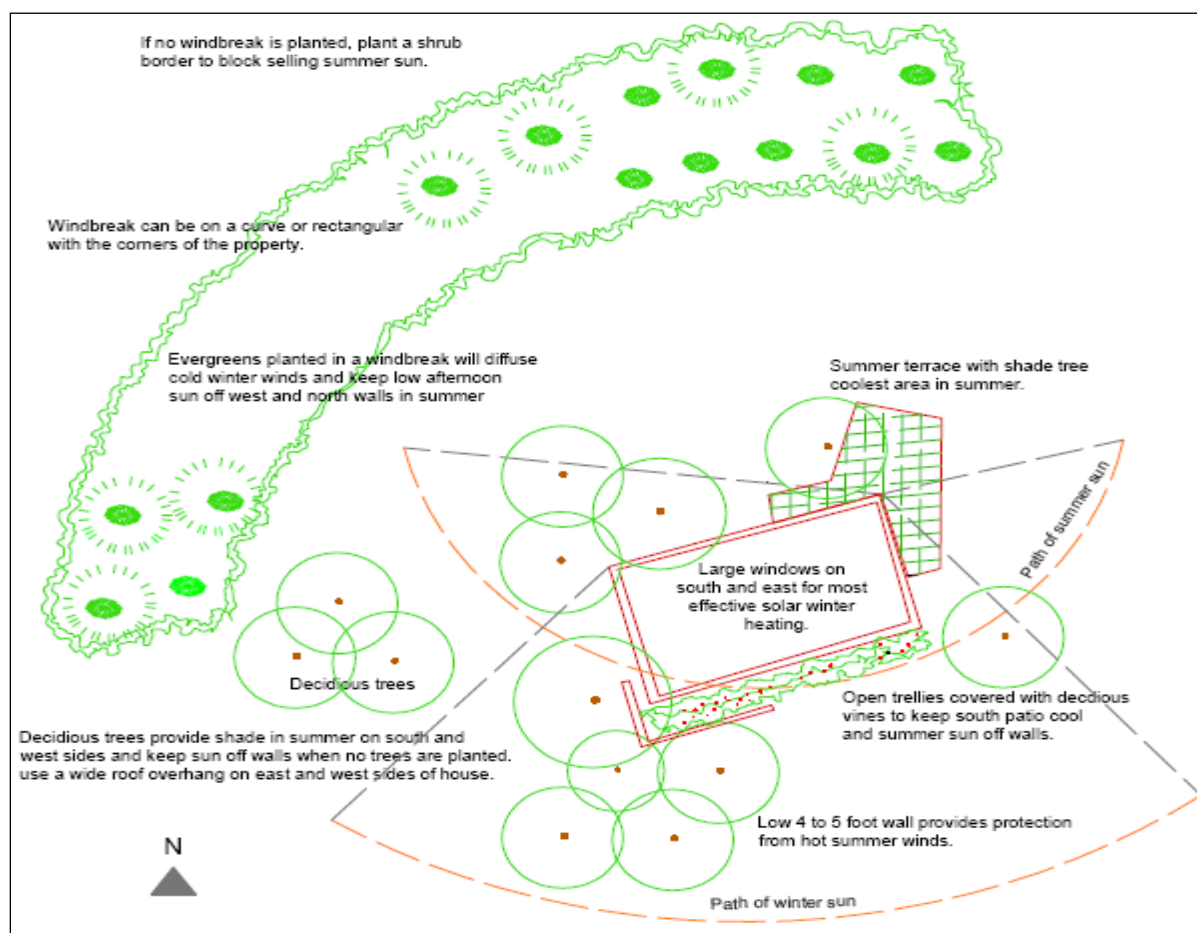 If no windbreak is planted, plant a shrub
border to block selling summer sun.
Windbreak can be on a curve or rectangular
with the corners of the property.
Evergreens planted in a windbreak will diffuse
cold winter winds and keep low afternoon
sun off west and north walls in summer
Summer terrace with shade tree
coolest area in summer.
Path of summer sun
Large windows on
south and east for most
effective solar winter
heating.
Decidious trees
Open trellies covered with decdious
vines to keep south patio cool
and summer sun off walls.
Decidious trees provide shade in summer on south and
west sides and keep sun off walls when no trees are planted.
use a wide roof overhang on east and west sides of house.
Low 4 to 5 foot wall provides protection
from hot summer winds.
N
Path of winter sun